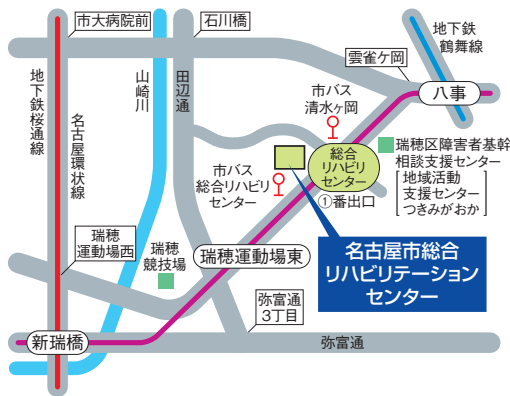 市大病院前
石川橋
地下鉄
鶴舞線
雲雀ケ岡
八事
地下鉄桜通線
名古屋環状線
山崎川
田辺通
市バス
清水ヶ岡
総合
リハビリ
センター
①番出口
瑞穂区障害者基幹
相談支援センター
地域活動
支援センター
つきみがおか
市バス
総合リハビリ
センター
瑞穂
運動場西
瑞穂
競技場
瑞穂運動場東
名古屋市総合
リハビリテーション
センター
弥富通
3丁目
新瑞橋
弥富通